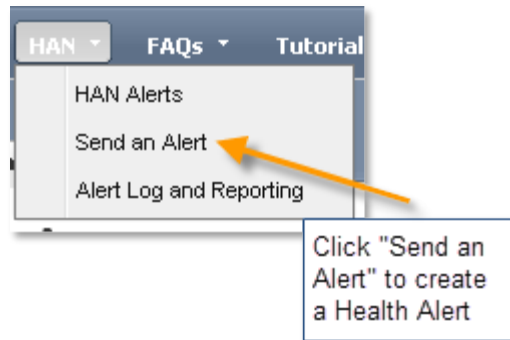 HAN FAQs Tutorial
HAN Alerts
Send an Alert
Alert Log and Reporting
Click "Send an
Alert" to create
a Health Alert